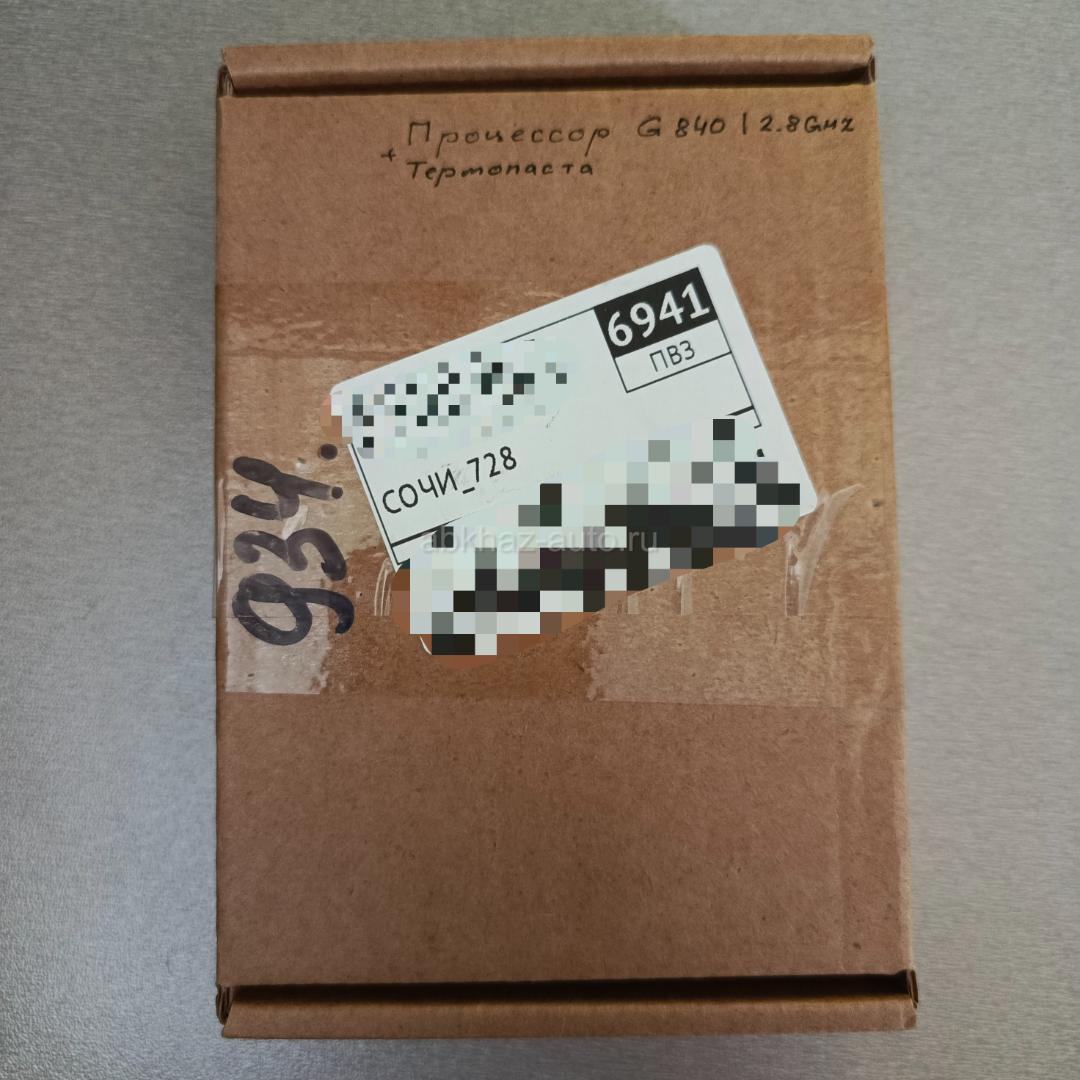 Процессор G 840 | 2.8GHz
+ Термопаста
6941
ПВЗ
СОЧИ_728
abkhaz-auto.ru
934.